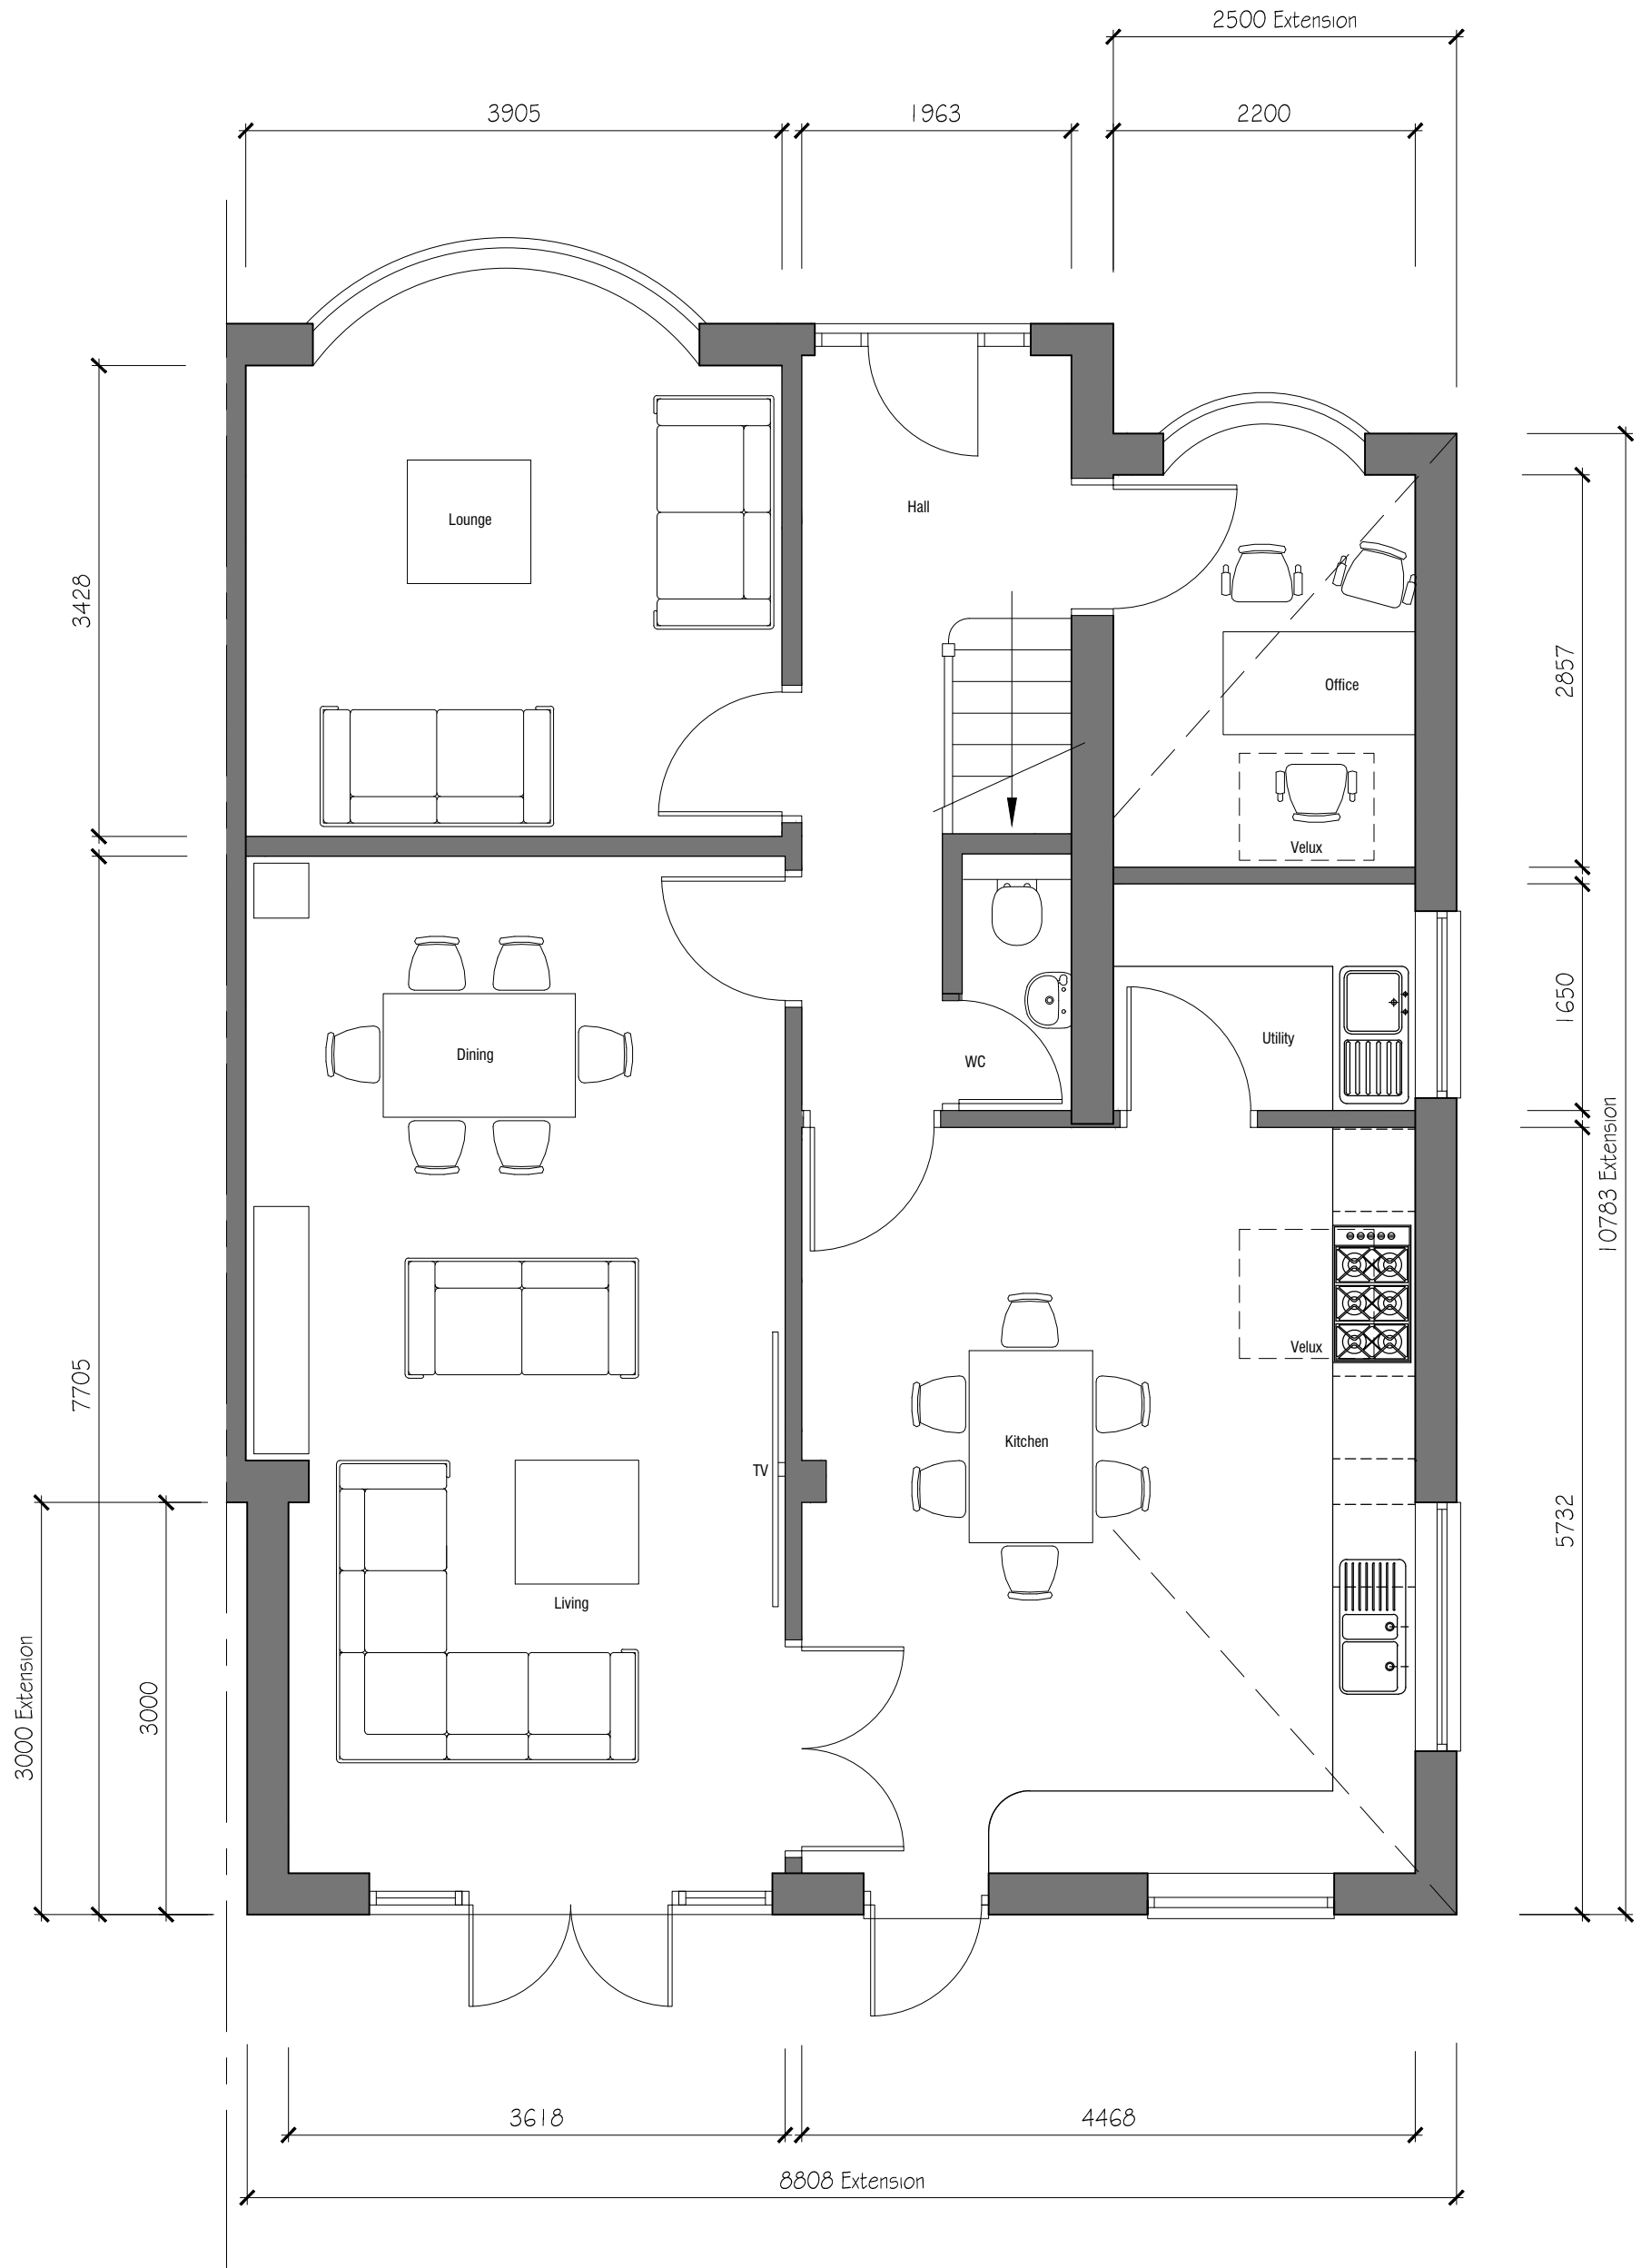 2500 Extension
3905
1963
2200
Hall
Lounge
3428
2857
Office
Velux
1650
Utility
Dining
WC
10783 Extension
Velux
7705
Kitchen
TV
5732
Living
3000 Extension
3000
3618
4468
8808 Extension